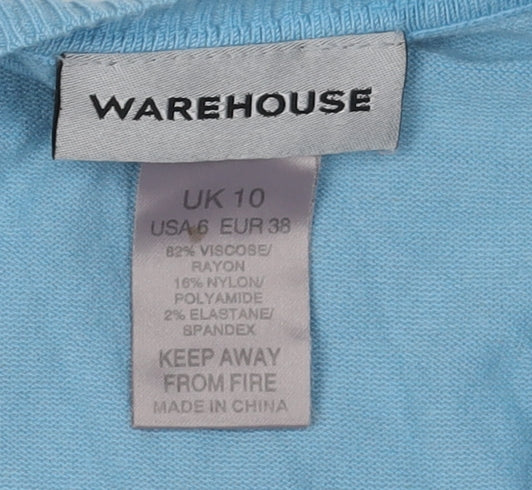 WAREHOUSE
UK 10
USA 6 EUR 38
82% VISCOSE/
RAYON
16% NYLON/
POLYAMIDE
2% ELASTANE/
SPANDEX
KEEP AWAY
FROM FIRE
MADE IN CHINA